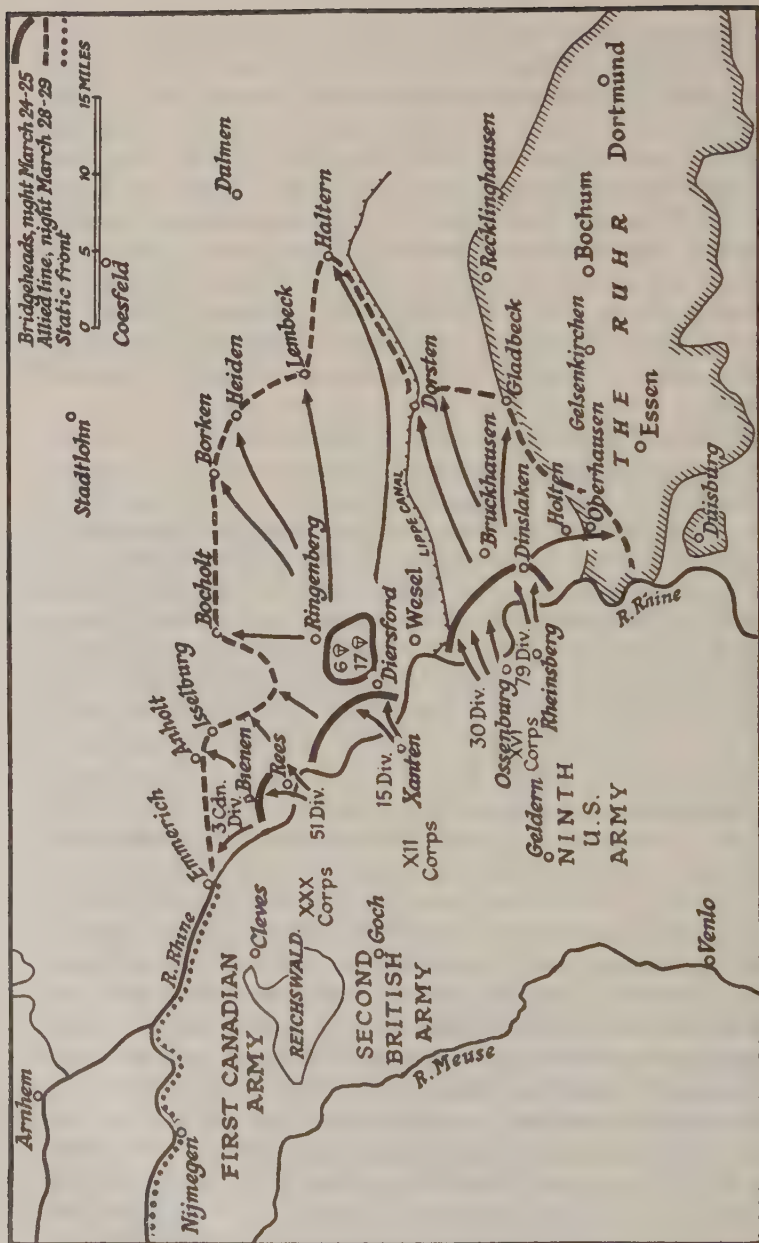 Bridgeheads, night March 24-25
Allied line, night March 28-29
Static front
0 5 10 15 MILES
Arnhem
Nijmegen
R. Rhine
Emmerich
Anholt
Isselburg
Bocholt
Borken
Heiden
Stadtlohn
Coesfeld
Dalmen
Lembeck
Haltern
FIRST CANADIAN
ARMY
Cleves
REICHSWALD.
XXX
Corps
3 Cdn.
Div.
Bienen
Rees
51 Div.
Ringenberg
6
17
Diersford
Wesel
LIPPE CANAL
Dorsten
Recklinghausen
SECOND
BRITISH
ARMY
Goch
XII
Corps
15 Div.
Xanten
30 Div.
Ossenburg
XVI
Corps
79 Div.
Rheinsberg
Geldern
NINTH
U.S.
ARMY
Bruckhausen
Dinslaken
Gladbeck
Holten
Oberhausen
Gelsenkirchen
Bochum
Dortmund
THE RUHR
Essen
Duisburg
R. Rhine
R. Meuse
Venlo